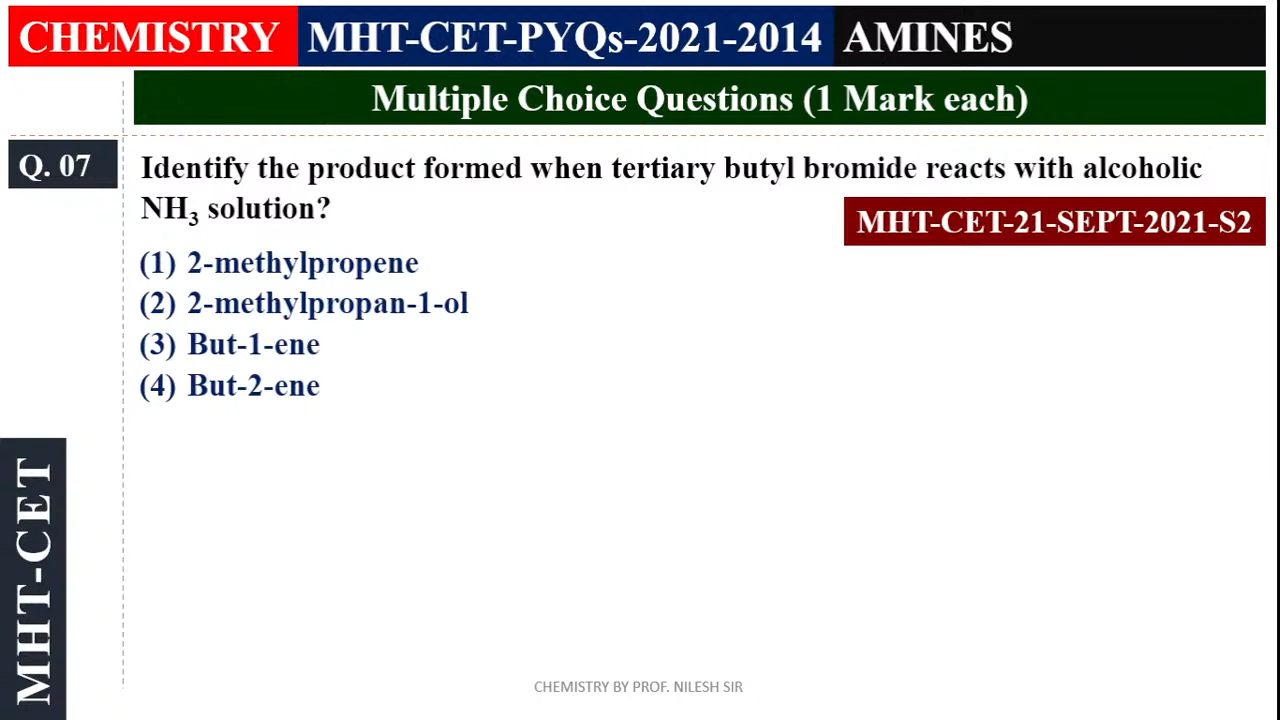 CHEMISTRY MHT-CET-PYQs-2021-2014 AMINES
Multiple Choice Questions (1 Mark each)
Q. 07 Identify the product formed when tertiary butyl bromide reacts with alcoholic
NH₃ solution?
MHT-CET-21-SEPT-2021-S2
(1) 2-methylpropene
(2) 2-methylpropan-1-ol
(3) But-1-ene
(4) But-2-ene
MHT-CET
CHEMISTRY BY PROF. NILESH SIR